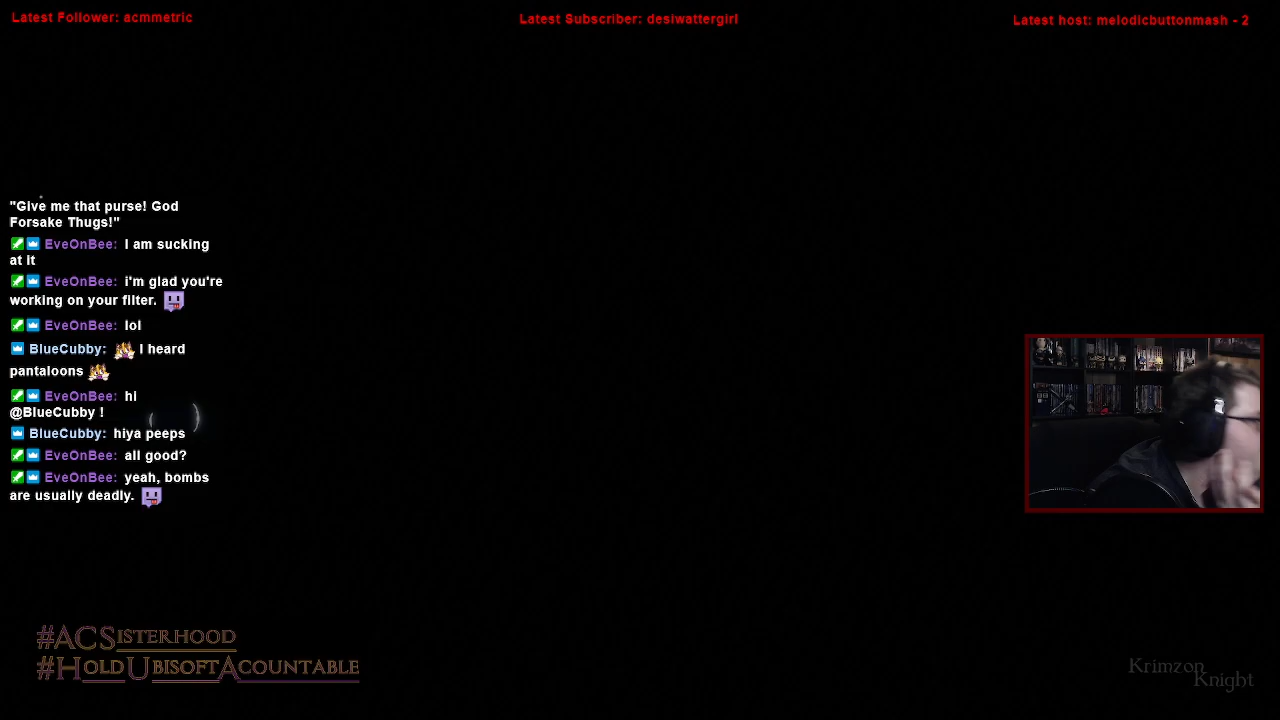 Latest Follower: acmmetric
Latest Subscriber: desiwattergirl
Latest host: melodicbuttonmash - 2
"Give me that purse! God
Forsake Thugs!"
EveOnBee: I am sucking
at it
EveOnBee: i'm glad you're
working on your filter.
EveOnBee: lol
BlueCubby: I heard
pantaloons
EveOnBee: hi
@BlueCubby !
BlueCubby: hiya peeps
EveOnBee: all good?
EveOnBee: yeah, bombs
are usually deadly.
#ACSisterhood
#HoldUbisoftAcountable
Krimzon
Knight